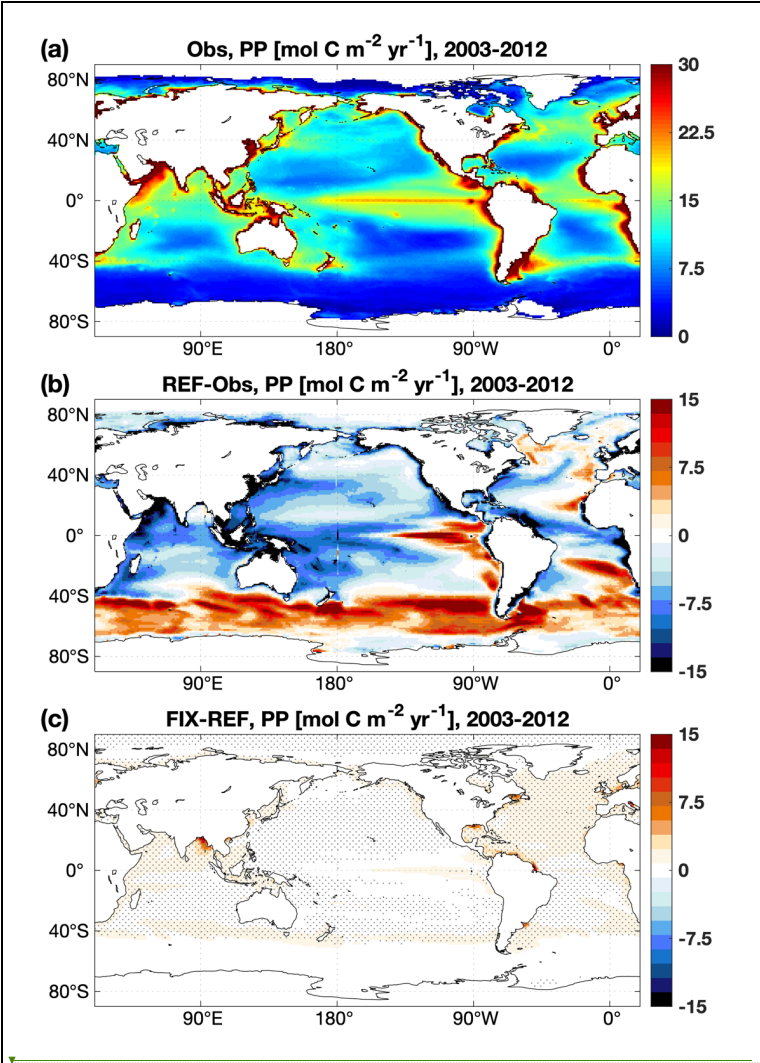 (a) Obs, PP [mol C m⁻² yr⁻¹], 2003-2012
80°N
40°N
0°
40°S
80°S
90°E 180° 90°W 0°
30
22.5
15
7.5
0
(b) REF-Obs, PP [mol C m⁻² yr⁻¹], 2003-2012
80°N
40°N
0°
40°S
80°S
90°E 180° 90°W 0°
15
7.5
0
-7.5
-15
(c) FIX-REF, PP [mol C m⁻² yr⁻¹], 2003-2012
80°N
40°N
0°
40°S
80°S
90°E 180° 90°W 0°
15
7.5
0
-7.5
-15